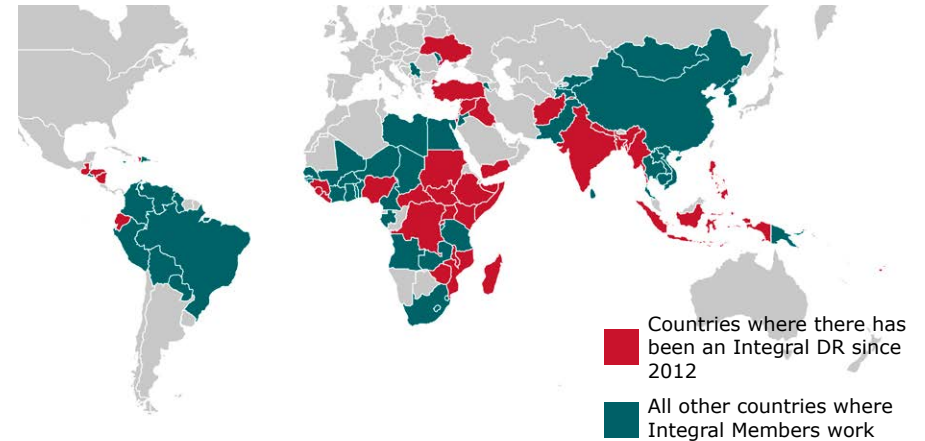 Countries where there has
been an Integral DR since
2012
All other countries where
Integral Members work